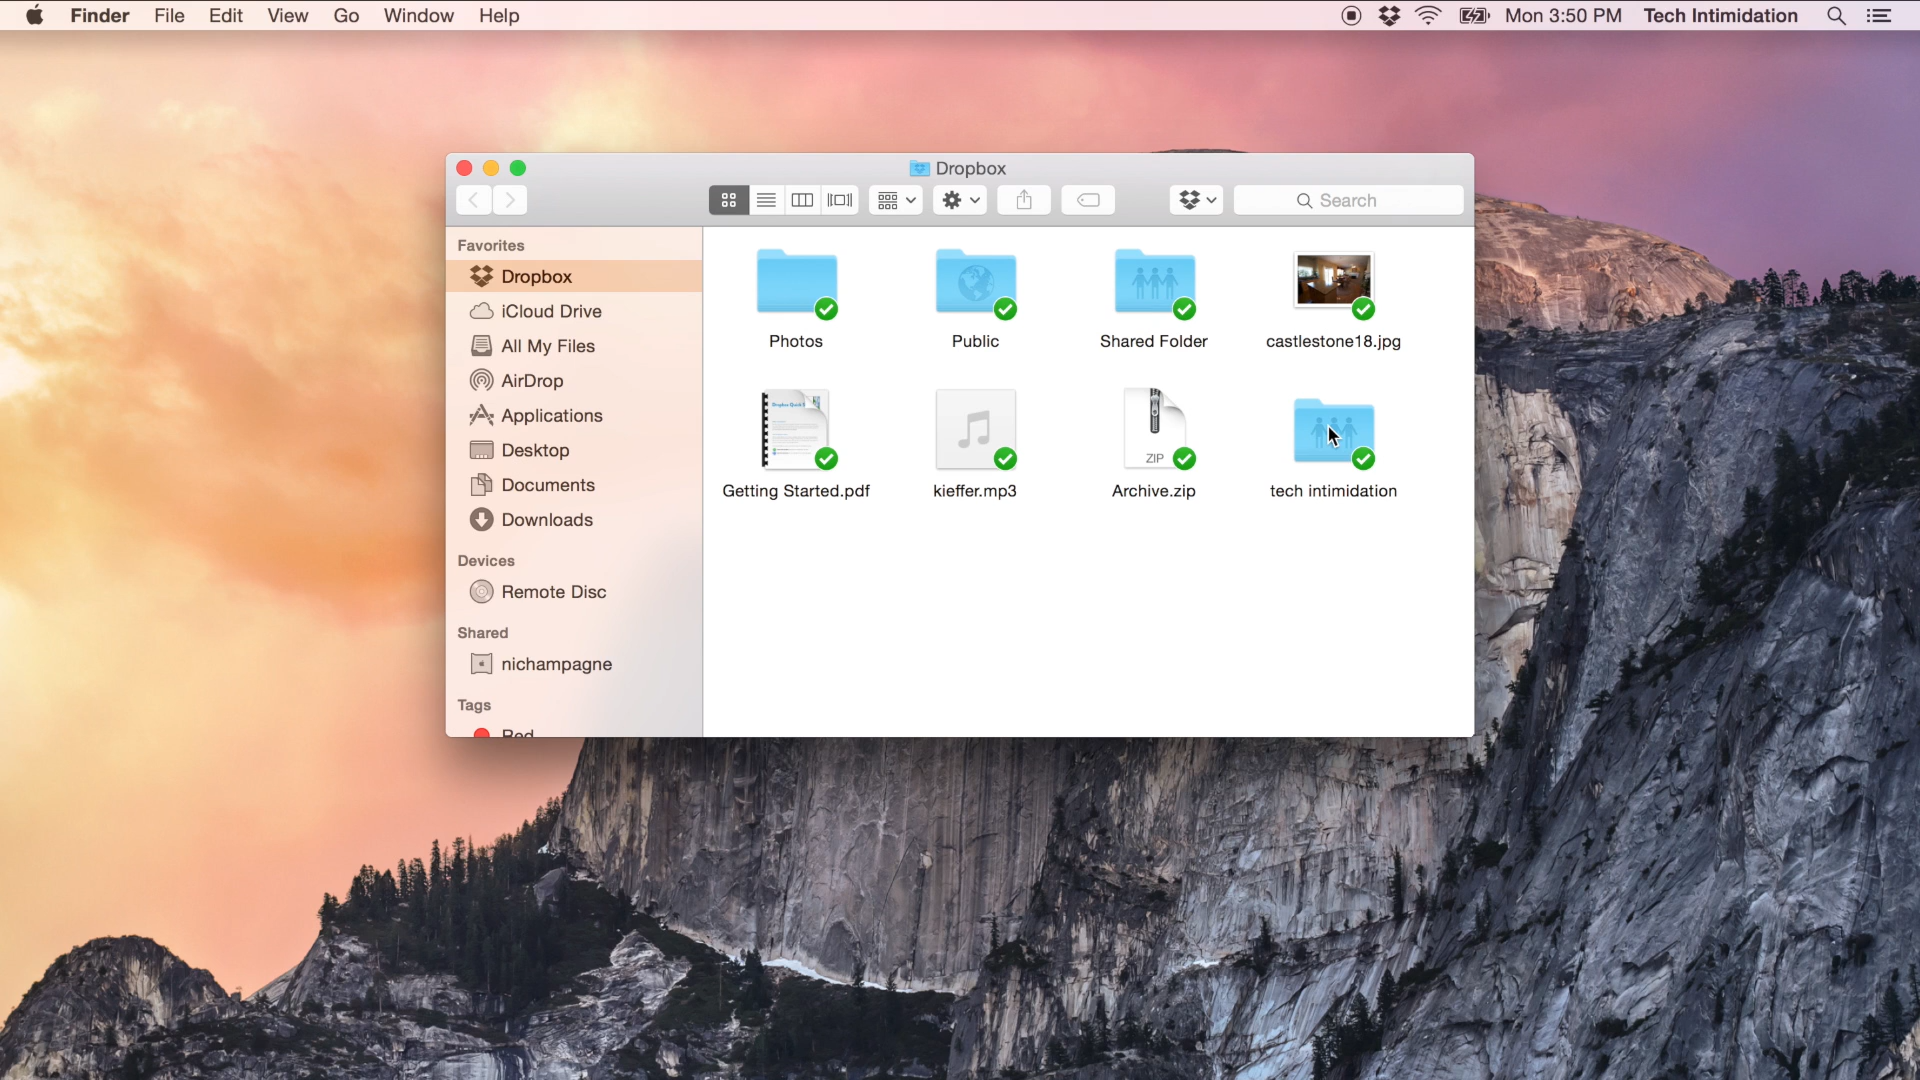 Finder File Edit View Go Window Help Mon 3:50 PM Tech Intimidation
Dropbox
Search
Favorites
Dropbox
iCloud Drive
All My Files
AirDrop
Applications
Desktop
Documents
Downloads
Devices
Remote Disc
Shared
nichampagne
Tags
Red
Photos Public Shared Folder castlestone18.jpg
ZIP
Getting Started.pdf kieffer.mp3 Archive.zip tech intimidation